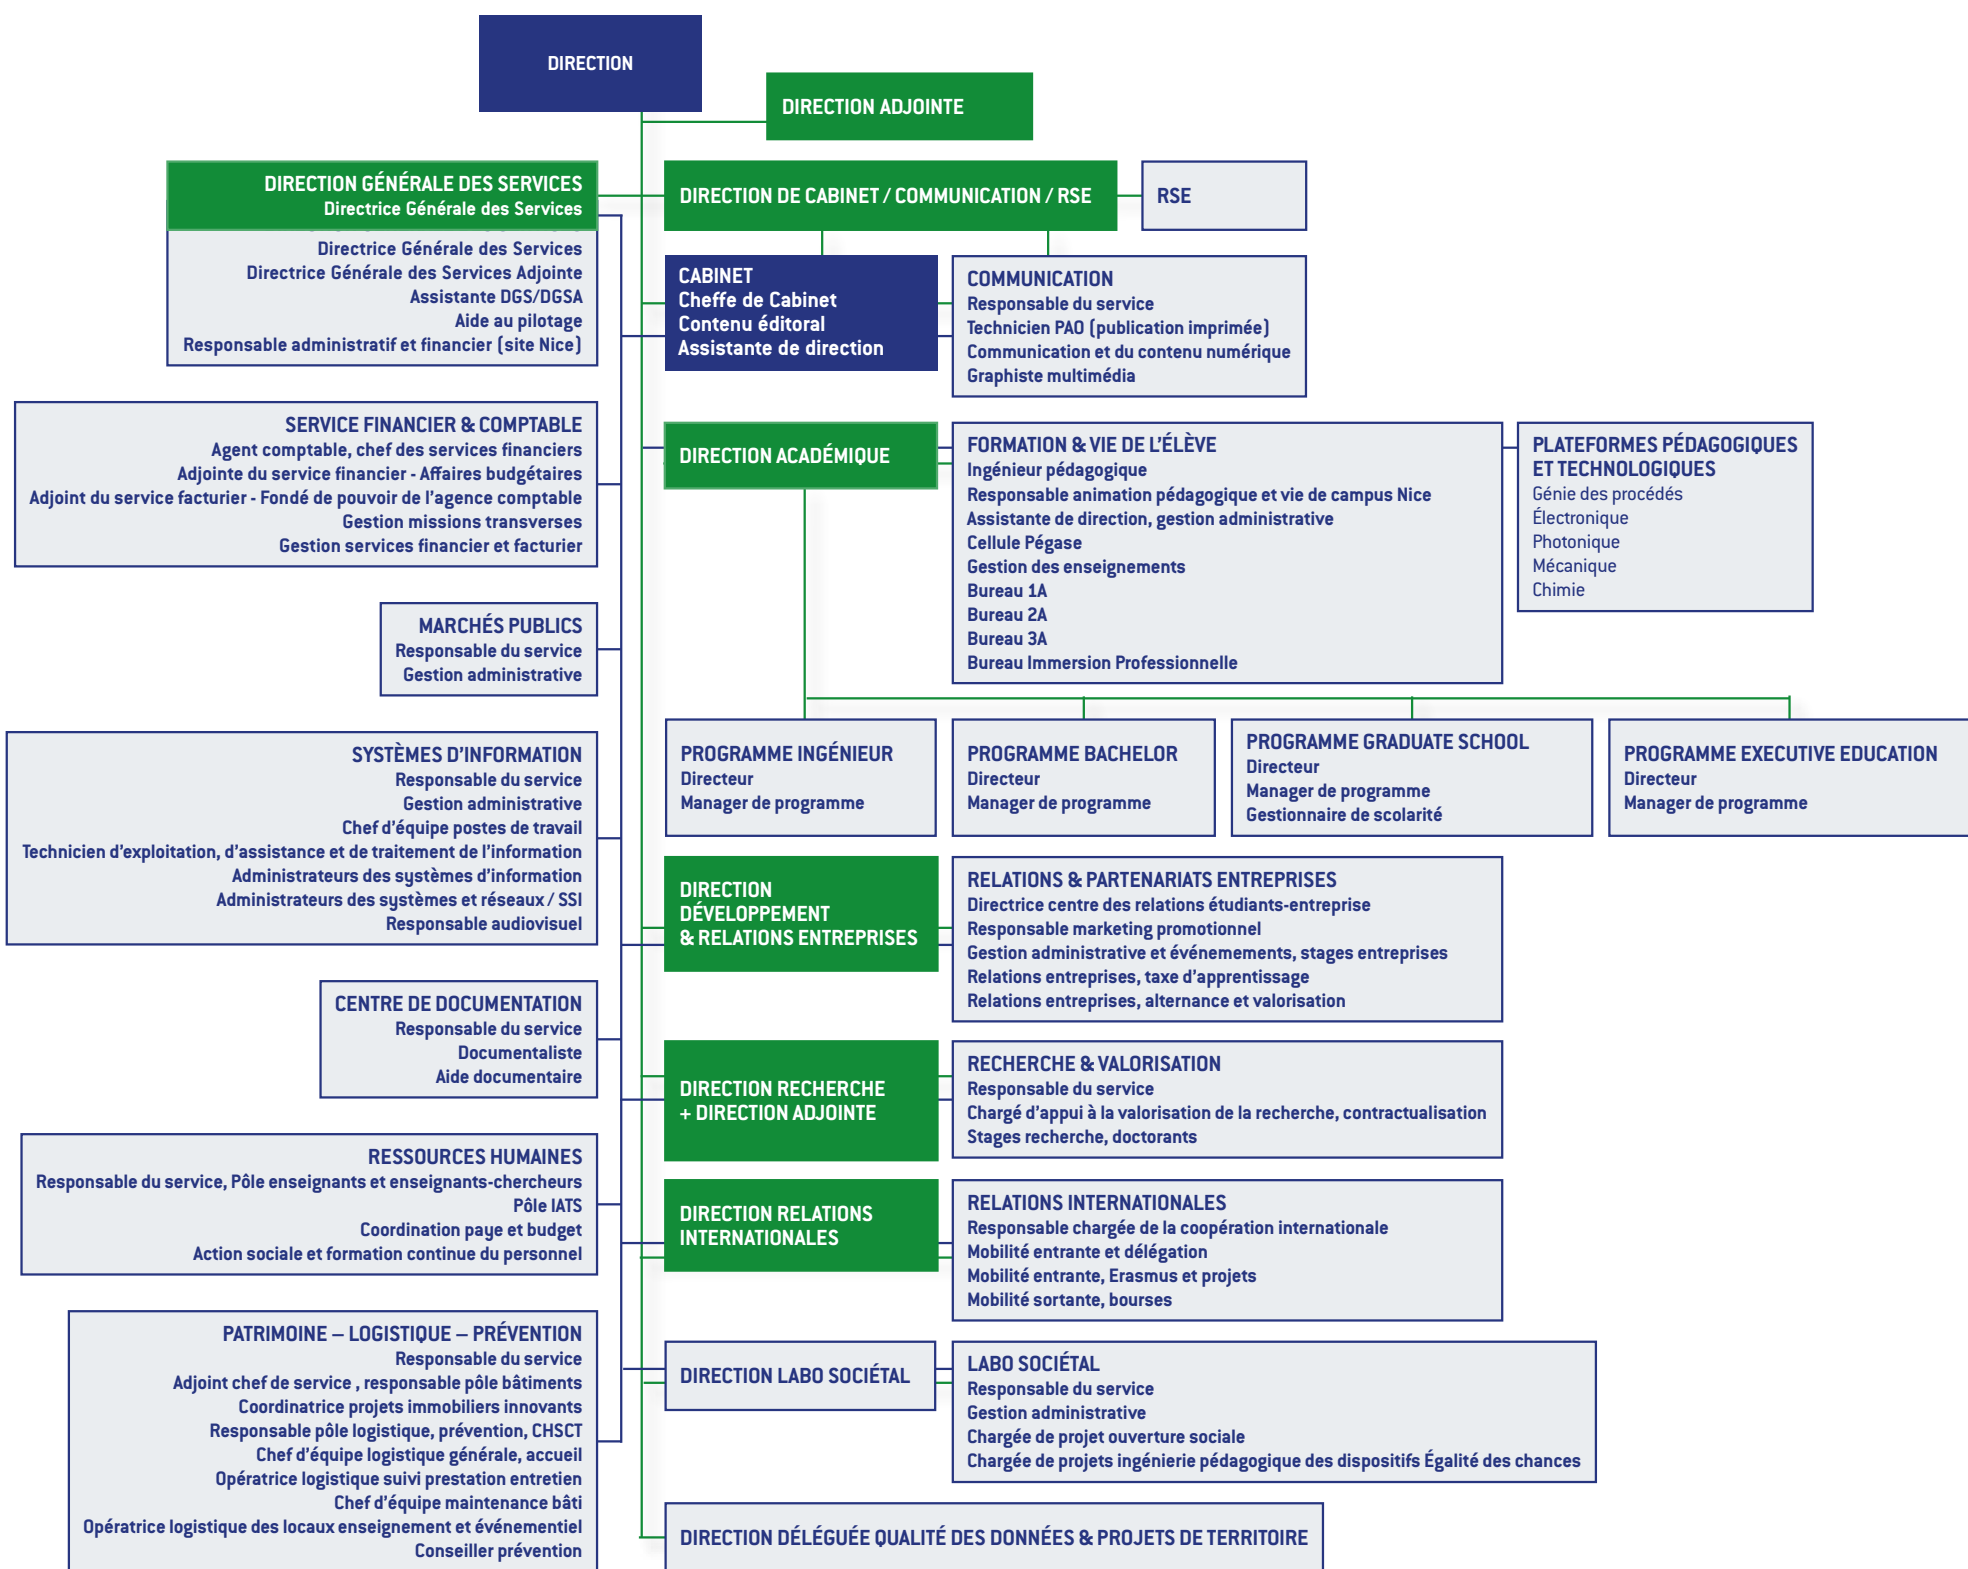 DIRECTION
DIRECTION ADJOINTE
DIRECTION GÉNÉRALE DES SERVICES
Directrice Générale des Services
Directrice Générale des Services
Directrice Générale des Services Adjointe
Assistante DGS/DGSA
Aide au pilotage
Responsable administratif et financier (site Nice)
DIRECTION DE CABINET / COMMUNICATION / RSE
RSE
CABINET
Cheffe de Cabinet
Contenu éditoral
Assistante de direction
COMMUNICATION
Responsable du service
Technicien PAO (publication imprimée)
Communication et du contenu numérique
Graphiste multimédia
SERVICE FINANCIER & COMPTABLE
Agent comptable, chef des services financiers
Adjointe du service financier - Affaires budgétaires
Adjoint du service facturier - Fondé de pouvoir de l'agence comptable
Gestion missions transverses
Gestion services financier et facturier
DIRECTION ACADÉMIQUE
FORMATION & VIE DE L'ÉLÈVE
Ingénieur pédagogique
Responsable animation pédagogique et vie de campus Nice
Assistante de direction, gestion administrative
Cellule Pégase
Gestion des enseignements
Bureau 1A
Bureau 2A
Bureau 3A
Bureau Immersion Professionnelle
PLATEFORMES PÉDAGOGIQUES
ET TECHNOLOGIQUES
Génie des procédés
Électronique
Photonique
Mécanique
Chimie
MARCHÉS PUBLICS
Responsable du service
Gestion administrative
PROGRAMME INGÉNIEUR
Directeur
Manager de programme
PROGRAMME BACHELOR
Directeur
Manager de programme
PROGRAMME GRADUATE SCHOOL
Directeur
Manager de programme
Gestionnaire de scolarité
PROGRAMME EXECUTIVE EDUCATION
Directeur
Manager de programme
SYSTÈMES D'INFORMATION
Responsable du service
Gestion administrative
Chef d'équipe postes de travail
Technicien d'exploitation, d'assistance et de traitement de l'information
Administrateurs des systèmes d'information
Administrateurs des systèmes et réseaux / SSI
Responsable audiovisuel
DIRECTION
DÉVELOPPEMENT
& RELATIONS ENTREPRISES
RELATIONS & PARTENARIATS ENTREPRISES
Directrice centre des relations étudiants-entreprise
Responsable marketing promotionnel
Gestion administrative et événemements, stages entreprises
Relations entreprises, taxe d'apprentissage
Relations entreprises, alternance et valorisation
CENTRE DE DOCUMENTATION
Responsable du service
Documentaliste
Aide documentaire
DIRECTION RECHERCHE
+ DIRECTION ADJOINTE
RECHERCHE & VALORISATION
Responsable du service
Chargé d'appui à la valorisation de la recherche, contractualisation
Stages recherche, doctorants
RESSOURCES HUMAINES
Responsable du service, Pôle enseignants et enseignants-chercheurs
Pôle IATS
Coordination paye et budget
Action sociale et formation continue du personnel
DIRECTION RELATIONS
INTERNATIONALES
RELATIONS INTERNATIONALES
Responsable chargée de la coopération internationale
Mobilité entrante et délégation
Mobilité entrante, Erasmus et projets
Mobilité sortante, bourses
PATRIMOINE – LOGISTIQUE – PRÉVENTION
Responsable du service
Adjoint chef de service , responsable pôle bâtiments
Coordinatrice projets immobiliers innovants
Responsable pôle logistique, prévention, CHSCT
Chef d'équipe logistique générale, accueil
Opératrice logistique suivi prestation entretien
Chef d'équipe maintenance bâti
Opératrice logistique des locaux enseignement et événementiel
Conseiller prévention
DIRECTION LABO SOCIÉTAL
LABO SOCIÉTAL
Responsable du service
Gestion administrative
Chargée de projet ouverture sociale
Chargée de projets ingénierie pédagogique des dispositifs Égalité des chances
DIRECTION DÉLÉGUÉE QUALITÉ DES DONNÉES & PROJETS DE TERRITOIRE